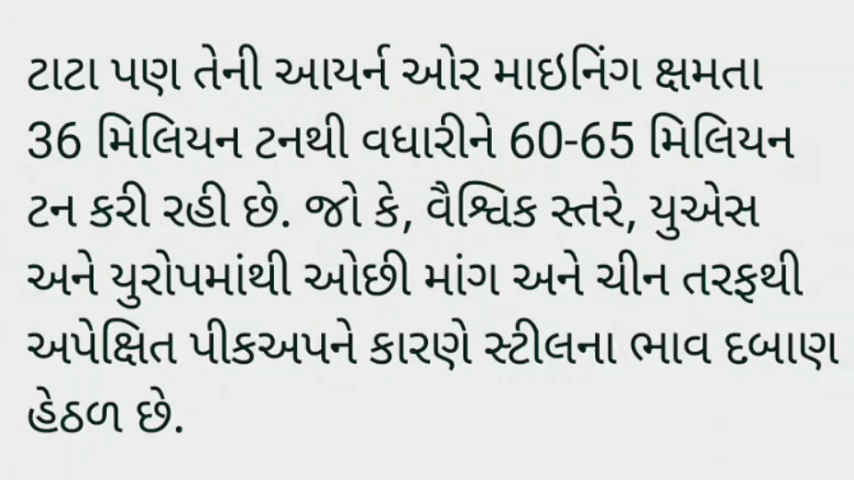 ટાટા પણ તેની આયર્ન ઓર માઇનિંગ ક્ષમતા
36 મિલિયન ટનથી વધારીને 60-65 મિલિયન
ટન કરી રહી છે. જો કે, વૈશ્વિક સ્તરે, યુએસ
અને યુરોપમાંથી ઓછી માંગ અને ચીન તરફથી
અપેક્ષિત પીકઅપને કારણે સ્ટીલના ભાવ દબાણ
હેઠળ છે.